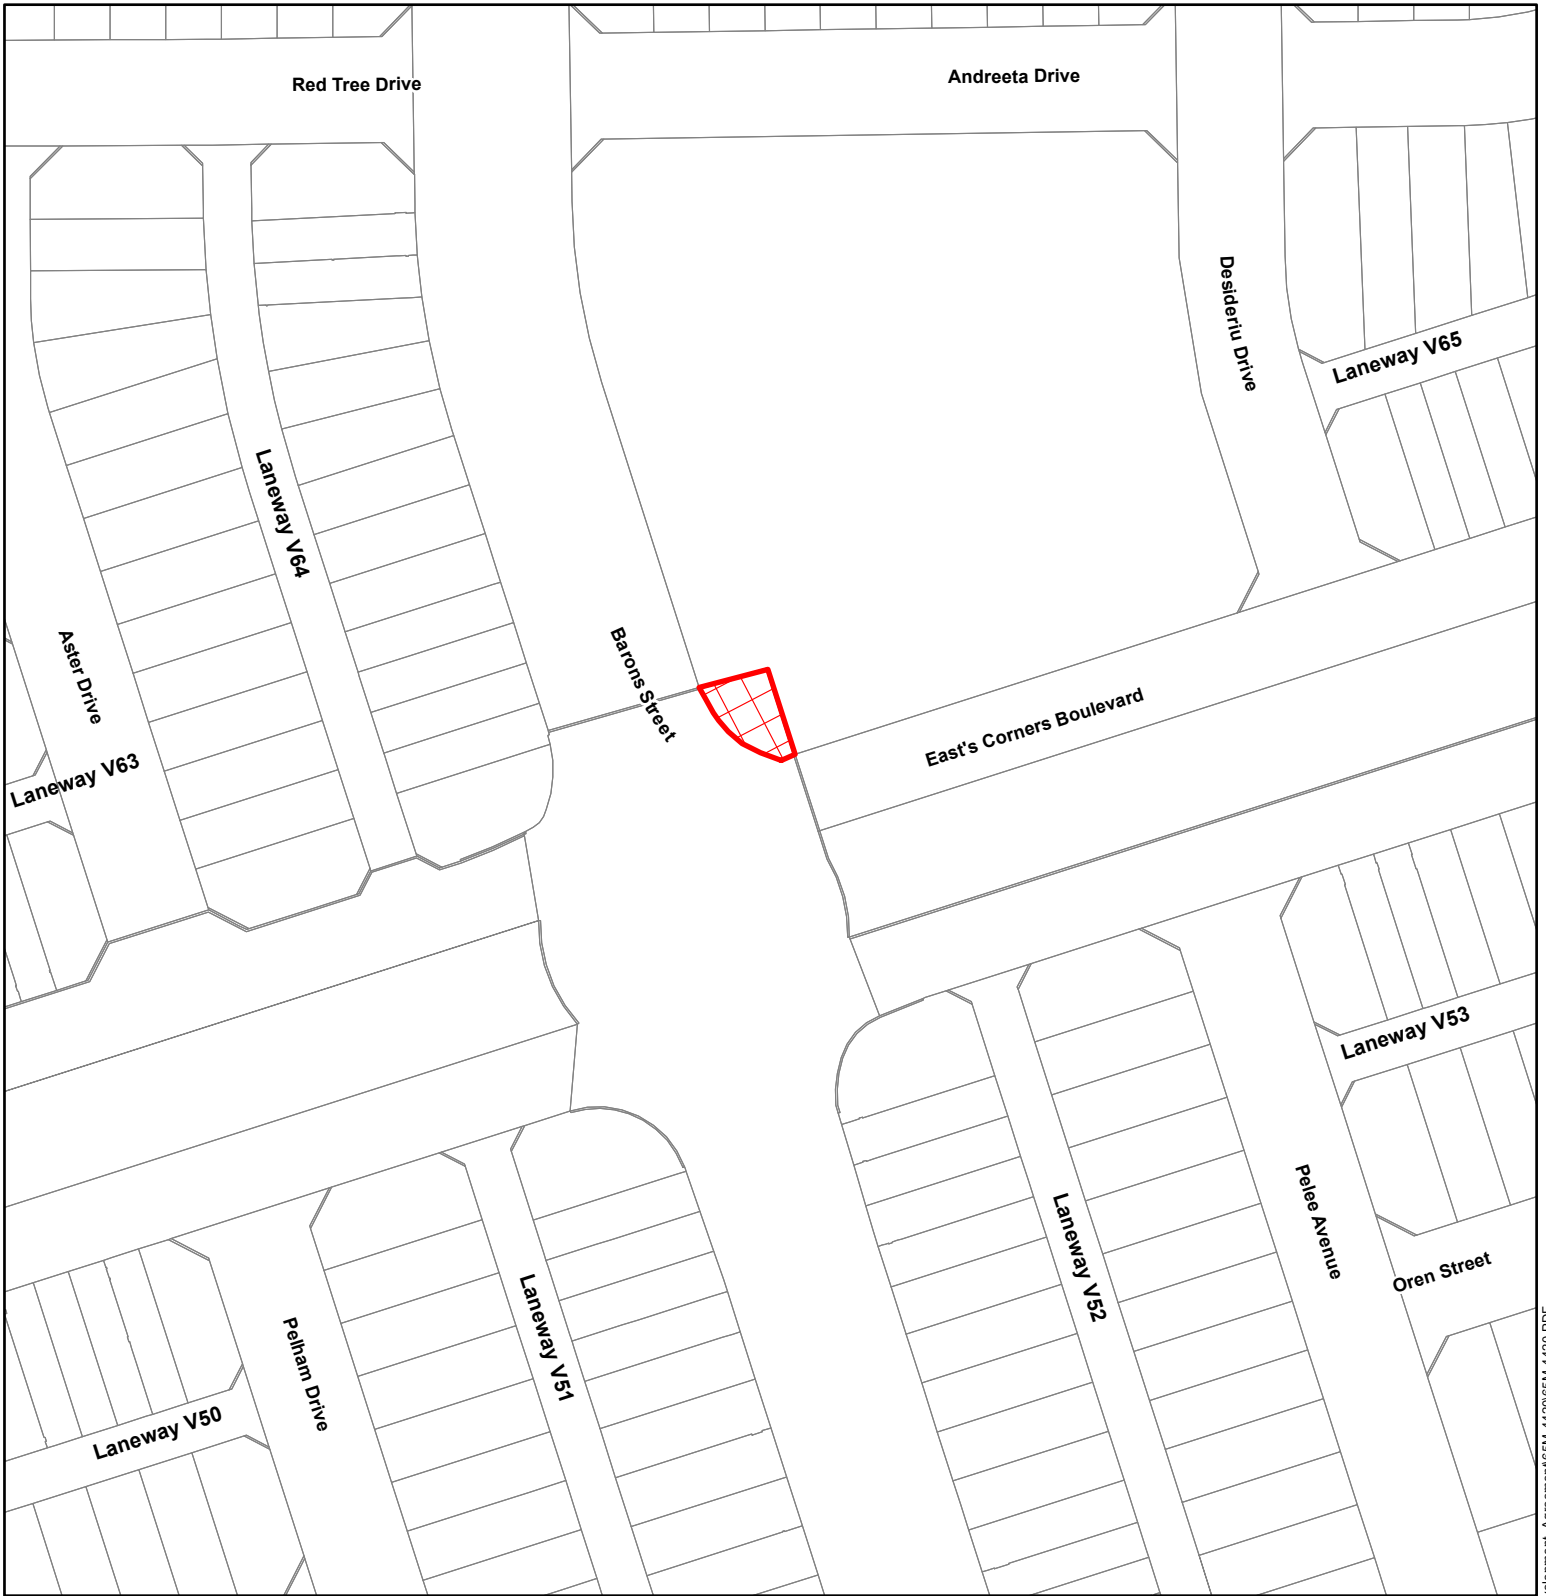 Red Tree Drive
Andreeta Drive
Desideriu Drive
Laneway V65
Laneway V64
Aster Drive
Barons Street
East's Corners Boulevard
Laneway V63
Laneway V53
Pelee Avenue
Laneway V52
Oren Street
Laneway V51
Pelham Drive
Laneway V50